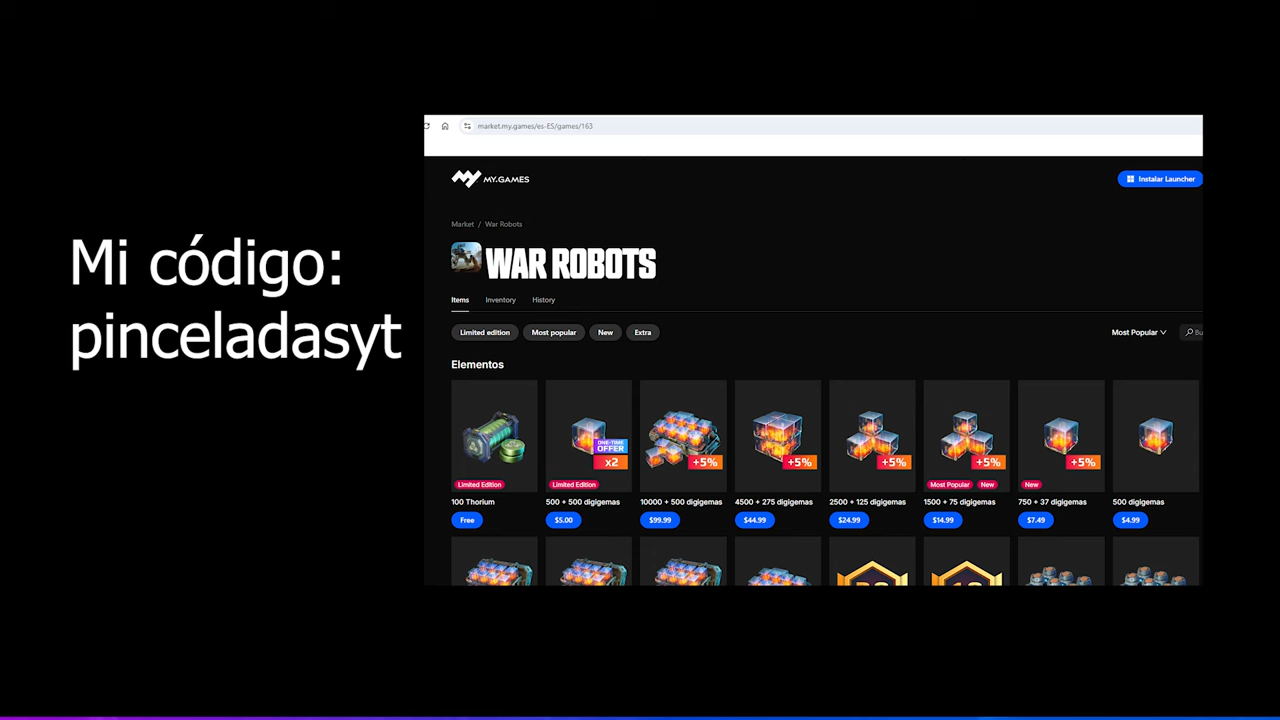 Mi código:
pinceladasyt
market.my.games/es-ES/games/163
MY.GAMES
Instalar Launcher
Market / War Robots
WAR ROBOTS
Items Inventory History
Limited edition Most popular New Extra
Most Popular
Elementos
ONE-TIME OFFER
x2
+5%
+5%
+5%
+5%
+5%
Limited Edition
Limited Edition
Most Popular New
New
100 Thorium
500 + 500 digigemas
10000 + 500 digigemas
4500 + 275 digigemas
2500 + 125 digigemas
1500 + 75 digigemas
750 + 37 digigemas
500 digigemas
Free
$5.00
$99.99
$44.99
$24.99
$14.99
$7.49
$4.99